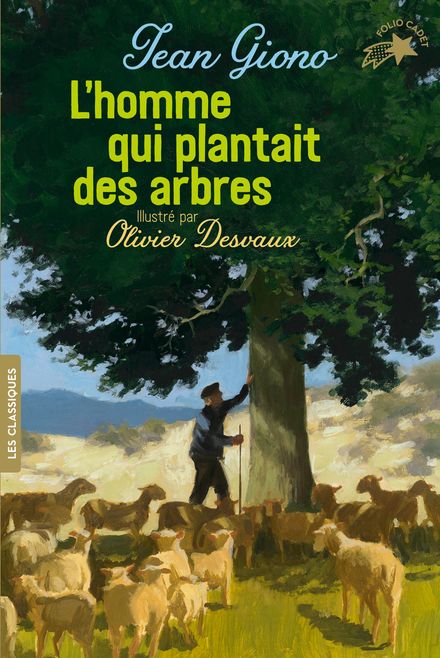 Jean Giono
FOLIO CADET
L'homme
qui plantait
des arbres
Illustré par
Olivier Desvaux
LES CLASSIQUES